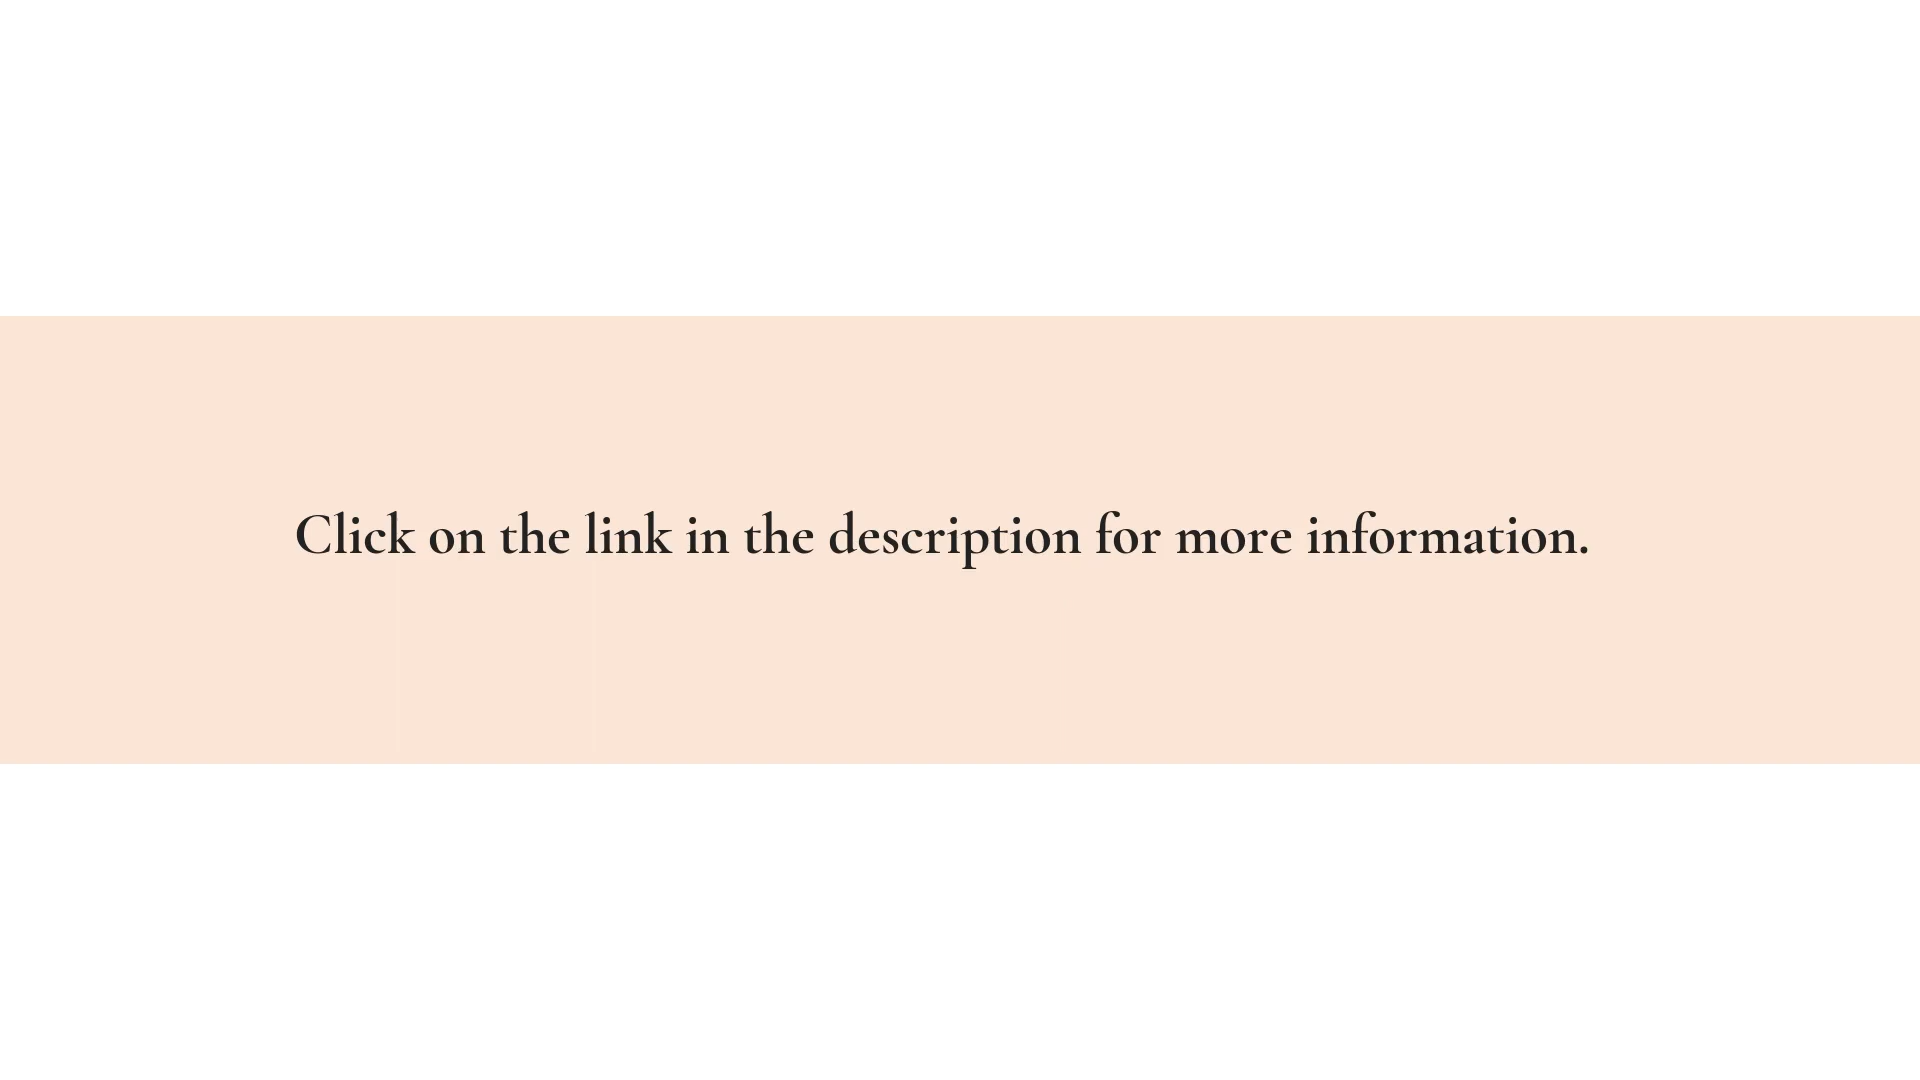 Click on the link in the description for more information.